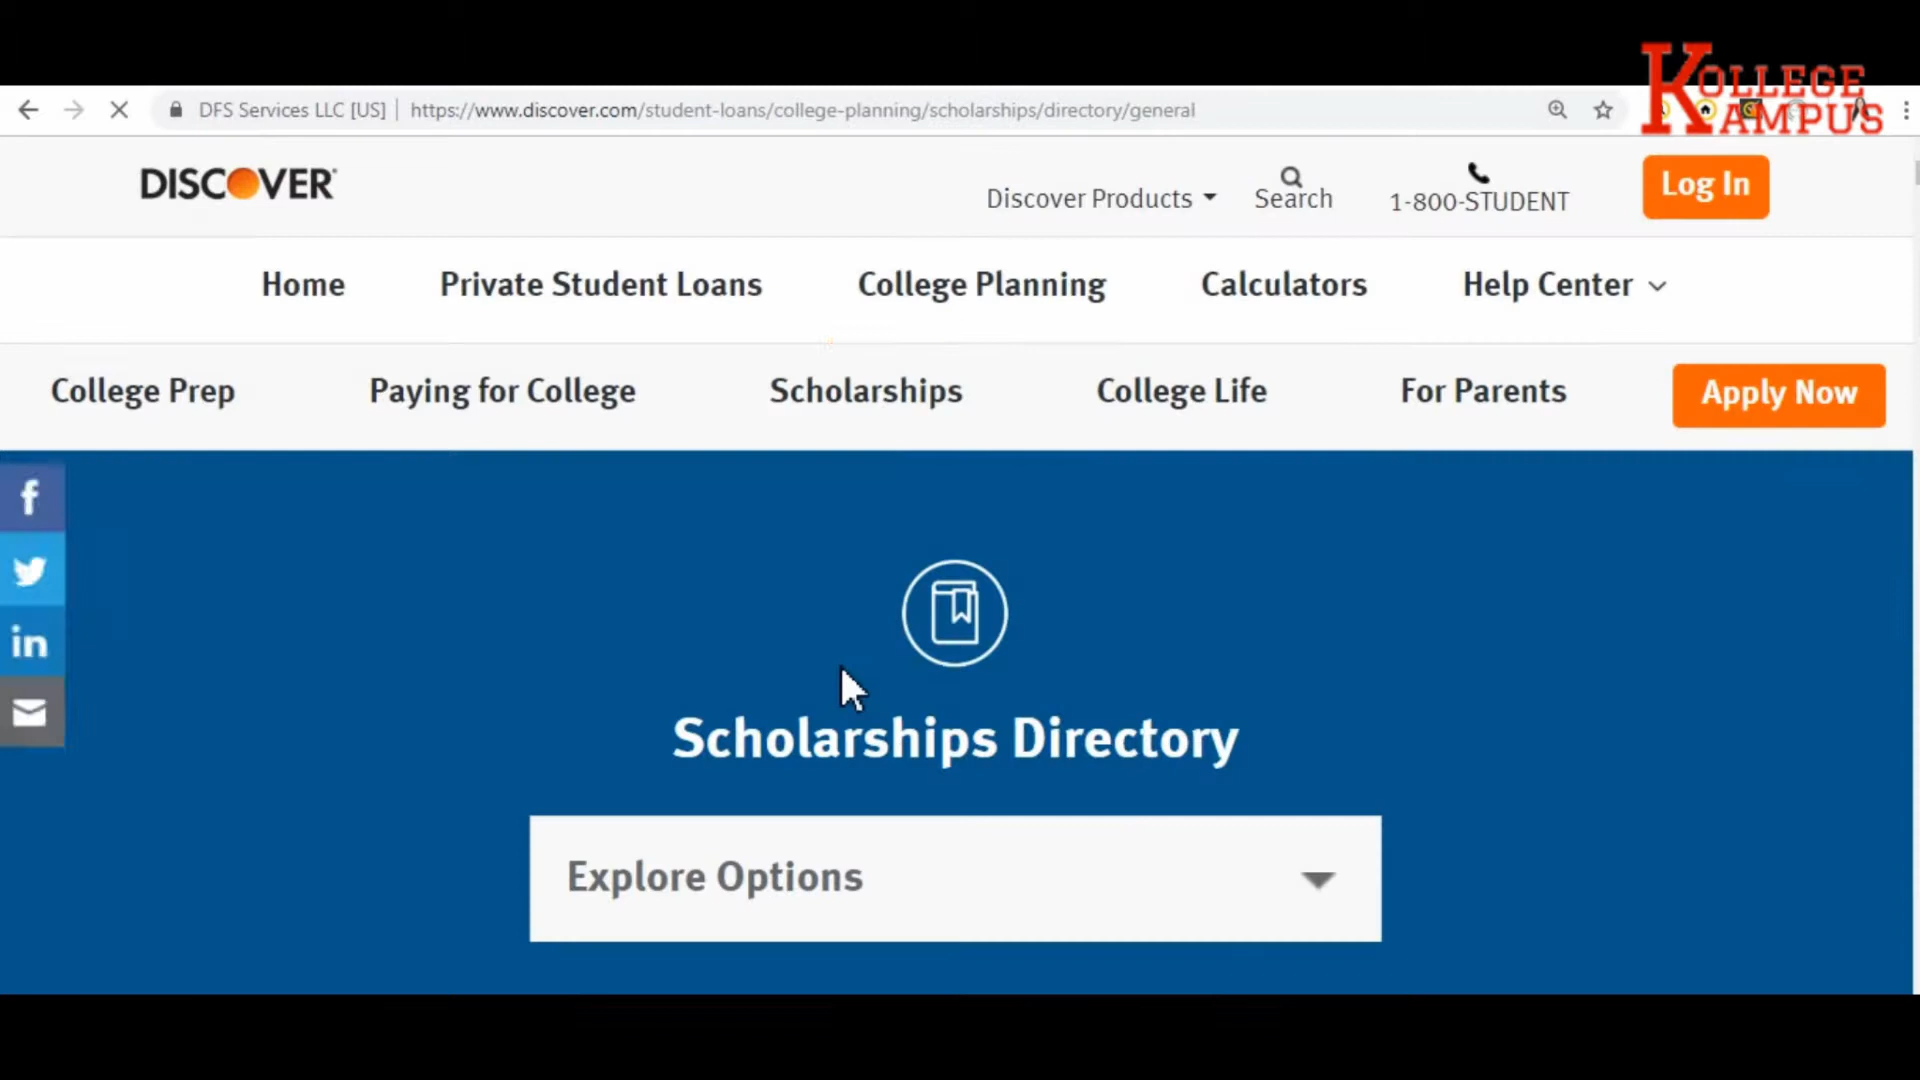 KOLLEGE
KAMPUS
DFS Services LLC [US] https://www.discover.com/student-loans/college-planning/scholarships/directory/general
DISCOVER
Discover Products
Search
1-800-STUDENT
Log In
Home Private Student Loans College Planning Calculators Help Center
College Prep Paying for College Scholarships College Life For Parents Apply Now
f
in
Scholarships Directory
Explore Options